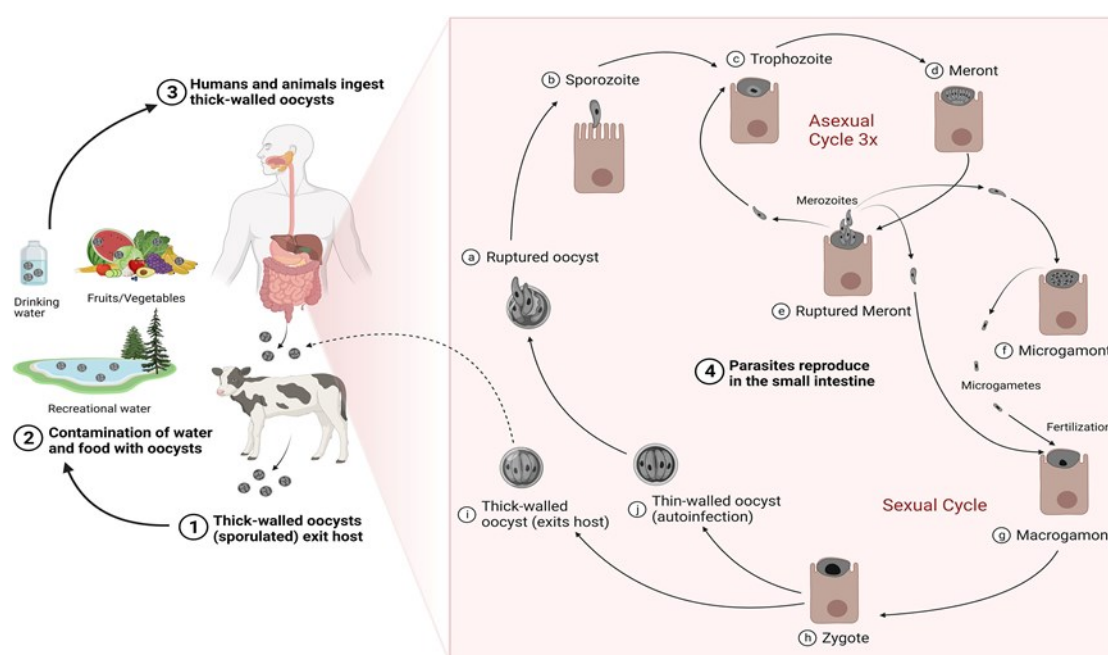 3 Humans and animals ingest
thick-walled oocysts
Drinking
water
Fruits/Vegetables
Recreational water
2 Contamination of water
and food with oocysts
1 Thick-walled oocysts
(sporulated) exit host
a Ruptured oocyst
b Sporozoite
c Trophozoite
d Meront
Asexual
Cycle 3x
Merozoites
e Ruptured Meront
f Microgamont
4 Parasites reproduce
in the small intestine
Microgametes
Fertilization
Sexual Cycle
g Macrogamont
h Zygote
i Thick-walled
oocyst (exits host)
j Thin-walled oocyst
(autoinfection)